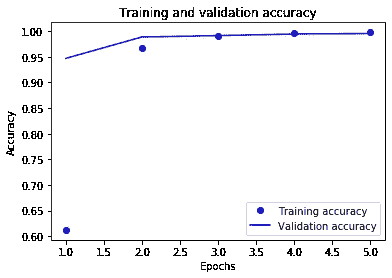 Training and validation accuracy
Accuracy
1.00
0.95
0.90
0.85
0.80
0.75
0.70
0.65
0.60
Training accuracy
Validation accuracy
1.0 1.5 2.0 2.5 3.0 3.5 4.0 4.5 5.0
Epochs